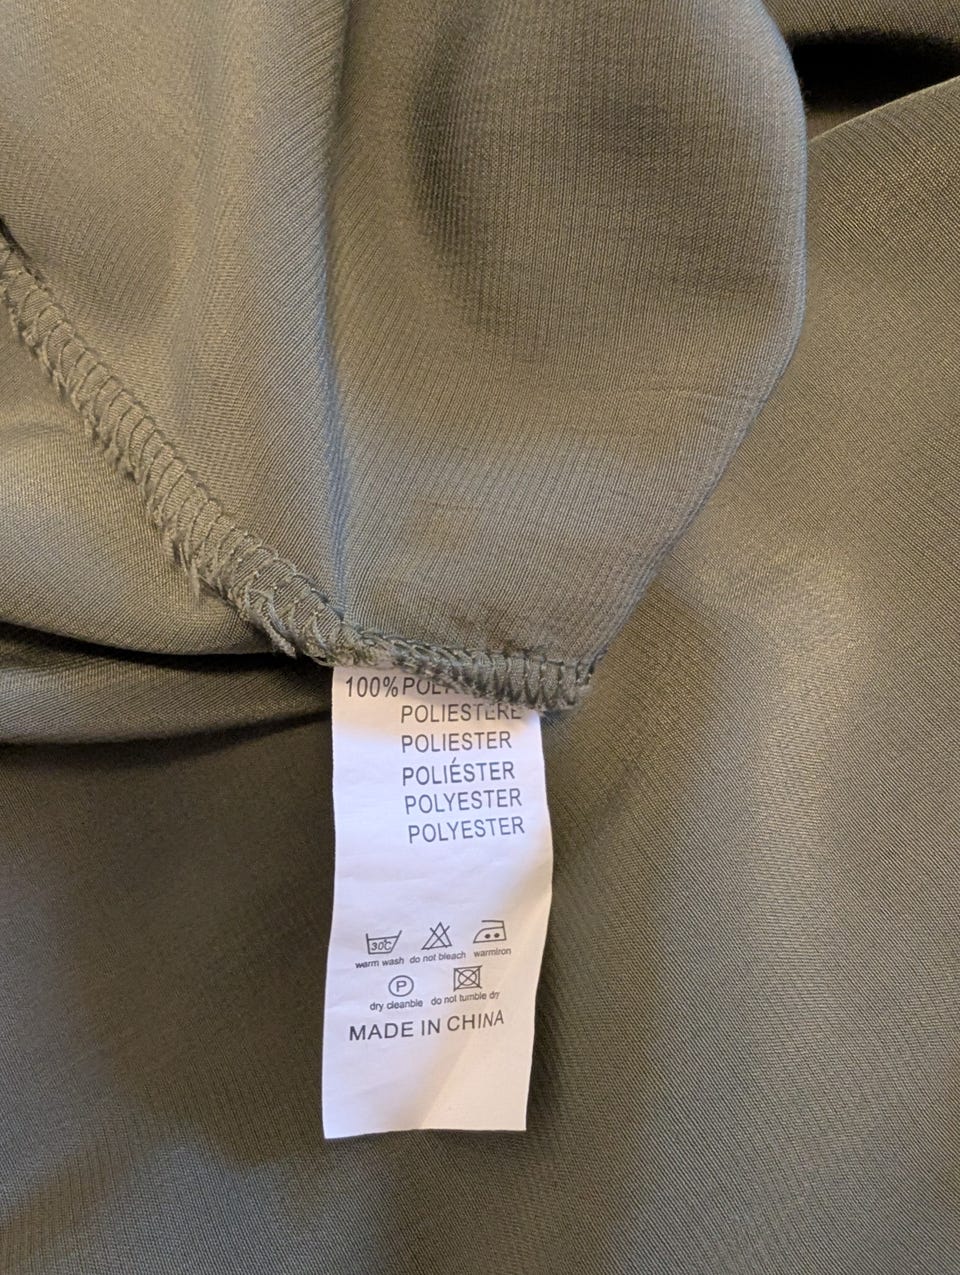 100%
POLIESTERE
POLIESTER
POLIÉSTER
POLYESTER
POLYESTER
30C
warm wash do not bleach warmiron
P
dry cleanble do not tumble dry
MADE IN CHINA